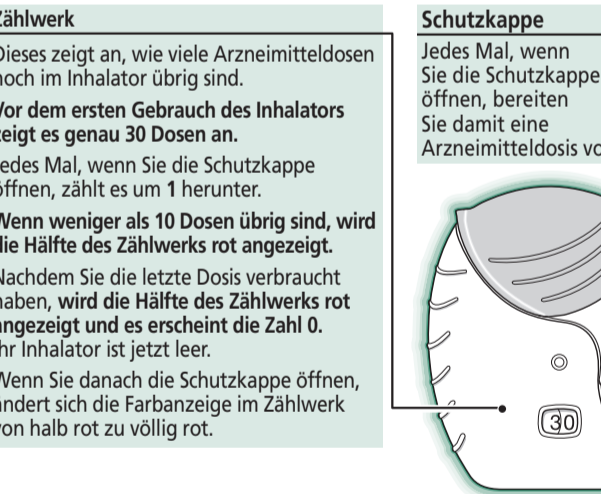 Zählwerk
Dieses zeigt an, wie viele Arzneimitteldosen
noch im Inhalator übrig sind.
Vor dem ersten Gebrauch des Inhalators
zeigt es genau 30 Dosen an.
Jedes Mal, wenn Sie die Schutzkappe
öffnen, zählt es um 1 herunter.
Wenn weniger als 10 Dosen übrig sind, wird
die Hälfte des Zählwerks rot angezeigt.
Nachdem Sie die letzte Dosis verbraucht
haben, wird die Hälfte des Zählwerks rot
angezeigt und es erscheint die Zahl 0.
Ihr Inhalator ist jetzt leer.
Wenn Sie danach die Schutzkappe öffnen,
ändert sich die Farbanzeige im Zählwerk
von halb rot zu völlig rot.
Schutzkappe
Jedes Mal, wenn
Sie die Schutzkappe
öffnen, bereiten
Sie damit eine
Arzneimitteldosis vo
30